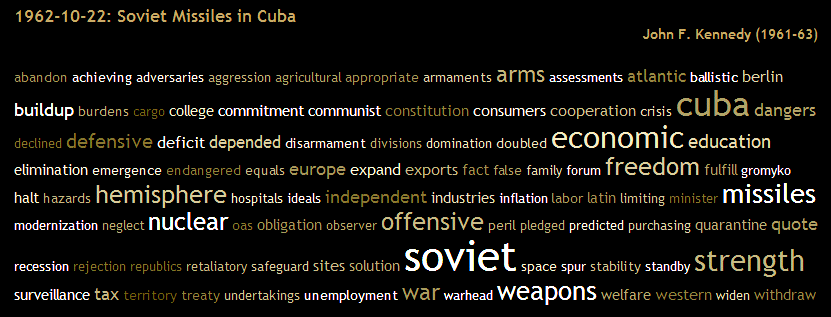 1962-10-22: Soviet Missiles in Cuba
John F. Kennedy (1961-63)
abandon achieving adversaries aggression agricultural appropriate armaments arms assessments atlantic ballistic berlin
buildup burdens cargo college commitment communist constitution consumers cooperation crisis cuba dangers
declined defensive deficit depended disarmament divisions domination doubled economic education
elimination emergence endangered equals europe expand exports fact false family forum freedom fulfill gromyko
halt hazards hemisphere hospitals ideals independent industries inflation labor latin limiting minister missiles
modernization neglect nuclear oas obligation observer offensive peril pledged predicted purchasing quarantine quote
recession rejection republics retaliatory safeguard sites solution soviet space spur stability standby strength
surveillance tax territory treaty undertakings unemployment war warhead weapons welfare western widen withdraw